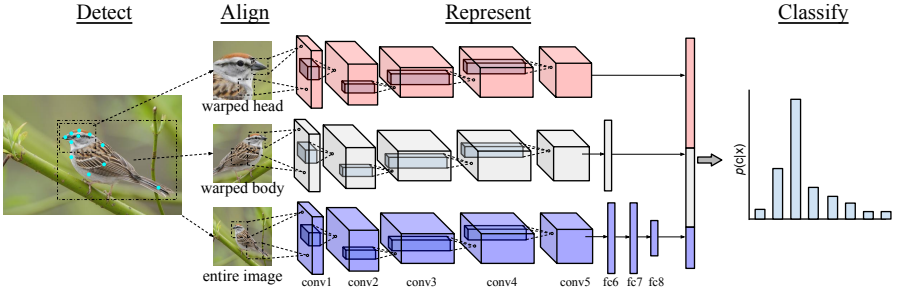 Detect
Align
Represent
Classify
warped head
warped body
entire image
conv1
conv2
conv3
conv4
conv5
fc6
fc7
fc8
p(c|x)